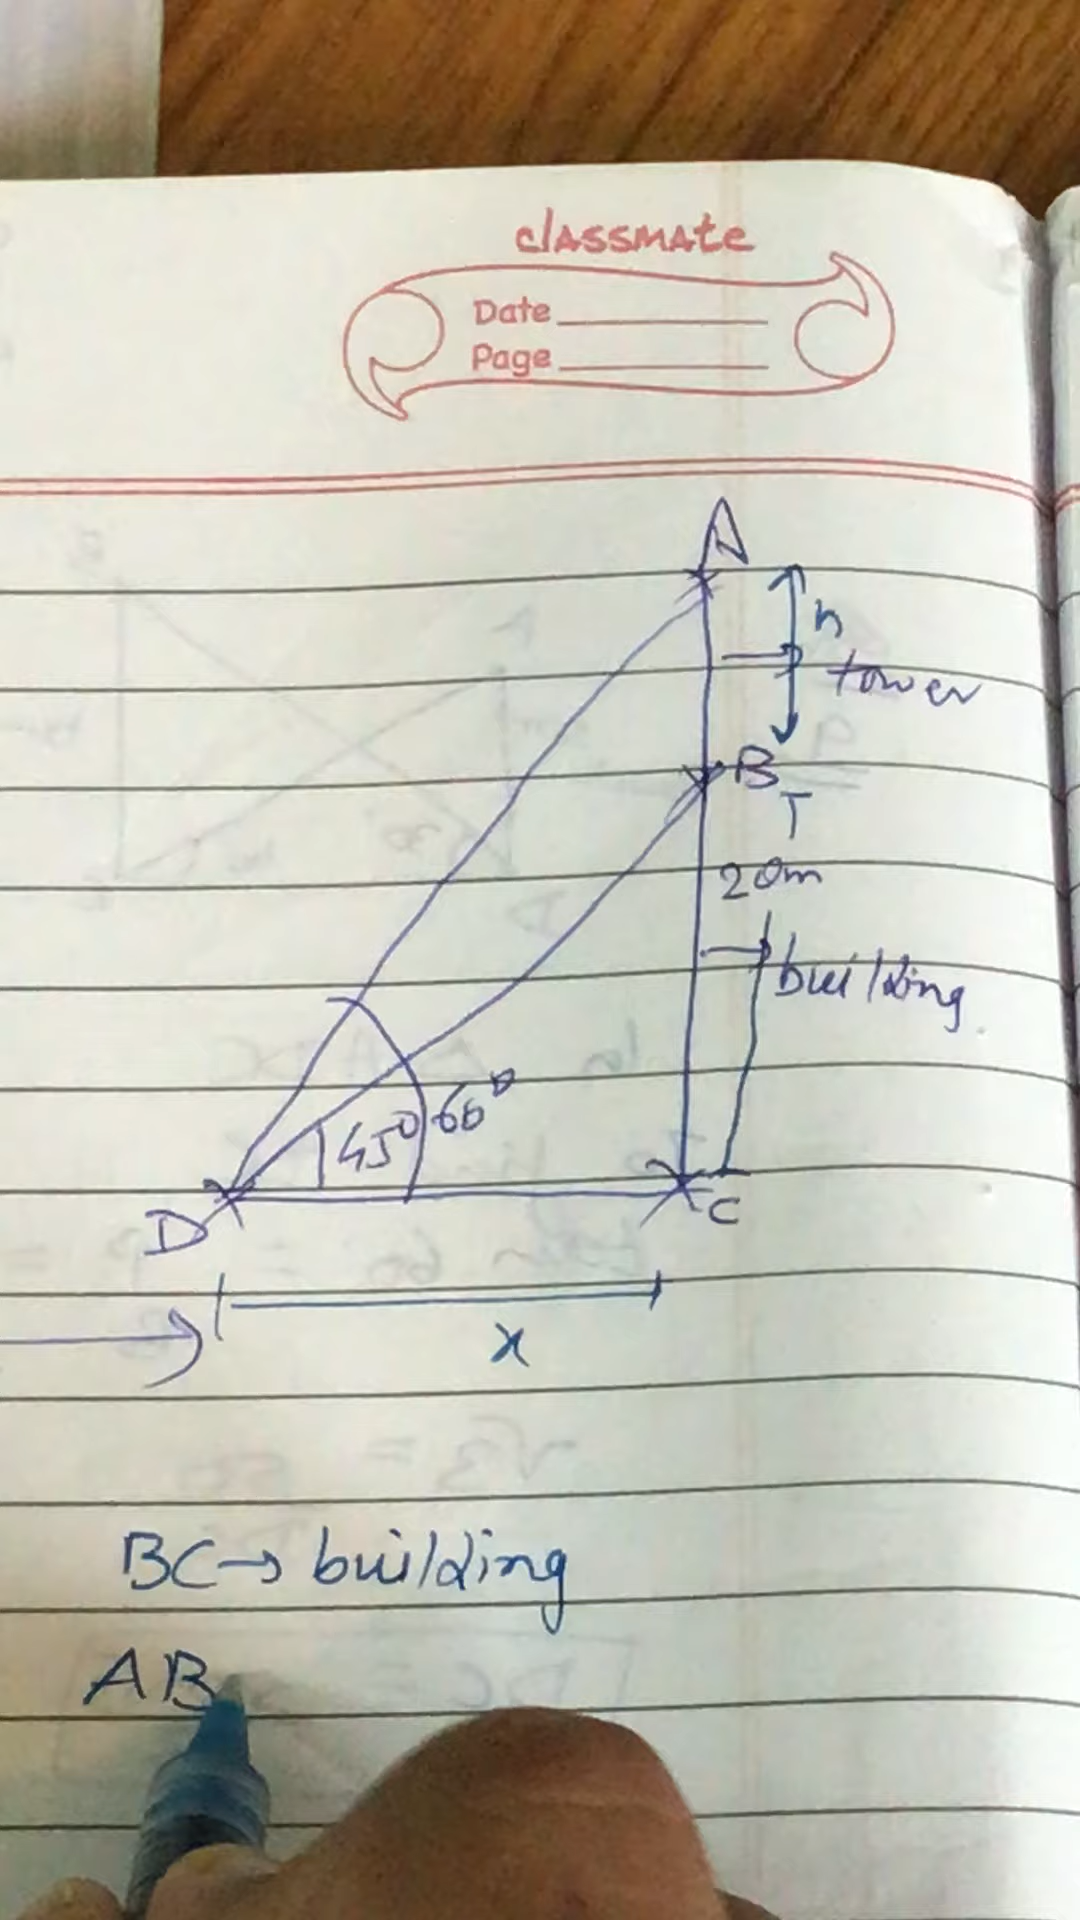 classmate
Date
Page
A
h
tower
B
20m
building
45° 60°
D
C
x
BC→ building
AB